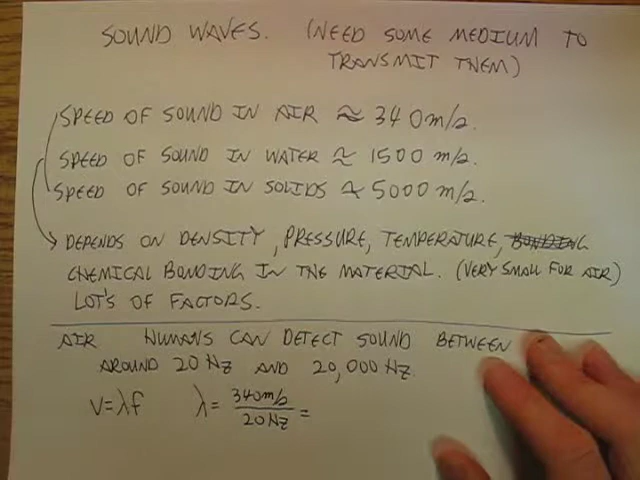 SOUND WAVES. (NEED SOME MEDIUM TO
TRANSMIT THEM)
SPEED OF SOUND IN AIR ≈ 340m/s.
SPEED OF SOUND IN WATER ≈ 1500 m/s.
SPEED OF SOUND IN SOLIDS ≈ 5000 m/s.
DEPENDS ON DENSITY, PRESSURE, TEMPERATURE, BONDING
CHEMICAL BONDING IN THE MATERIAL. (VERY SMALL FOR AIR)
LOT'S OF FACTORS.
AIR HUMANS CAN DETECT SOUND BETWEEN
AROUND 20 Hz AND 20,000 Hz.
V=λf λ = 340m/s / 20Hz =